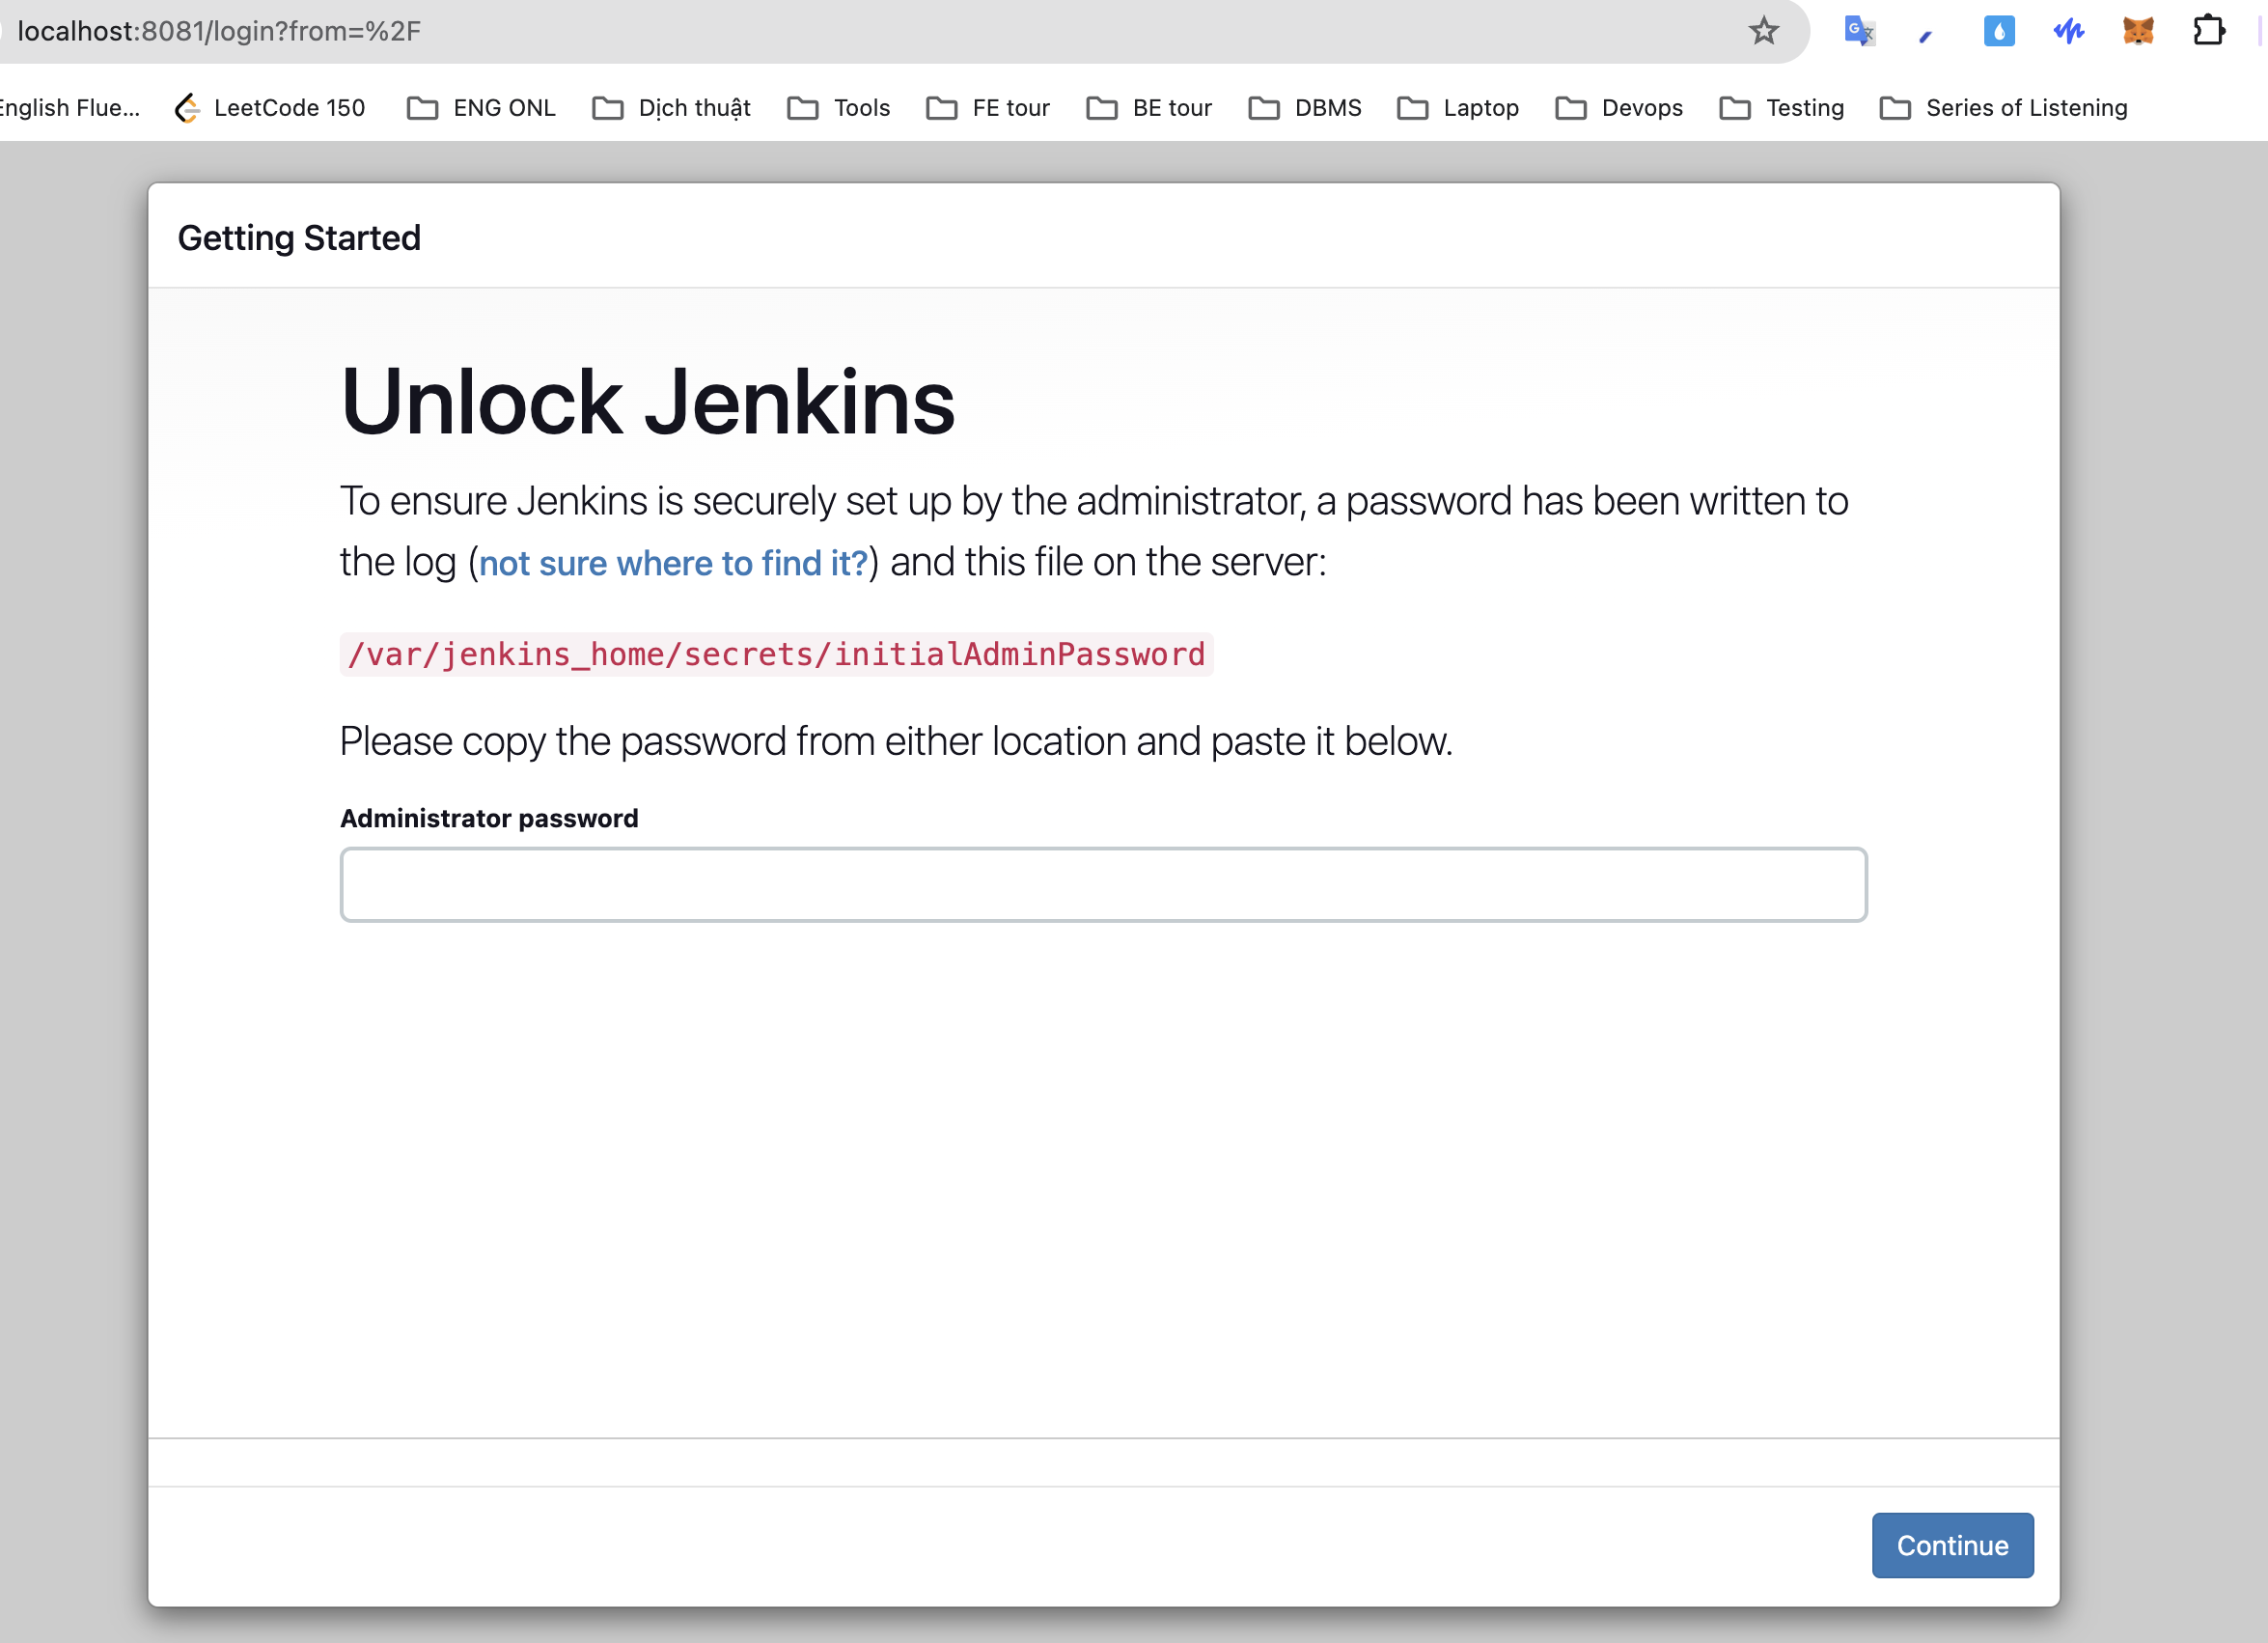 localhost:8081/login?from=%2F
English Flue... LeetCode 150 ENG ONL Dịch thuật Tools FE tour BE tour DBMS Laptop Devops Testing Series of Listening
Getting Started
Unlock Jenkins
To ensure Jenkins is securely set up by the administrator, a password has been written to
the log (not sure where to find it?) and this file on the server:
/var/jenkins_home/secrets/initialAdminPassword
Please copy the password from either location and paste it below.
Administrator password
Continue